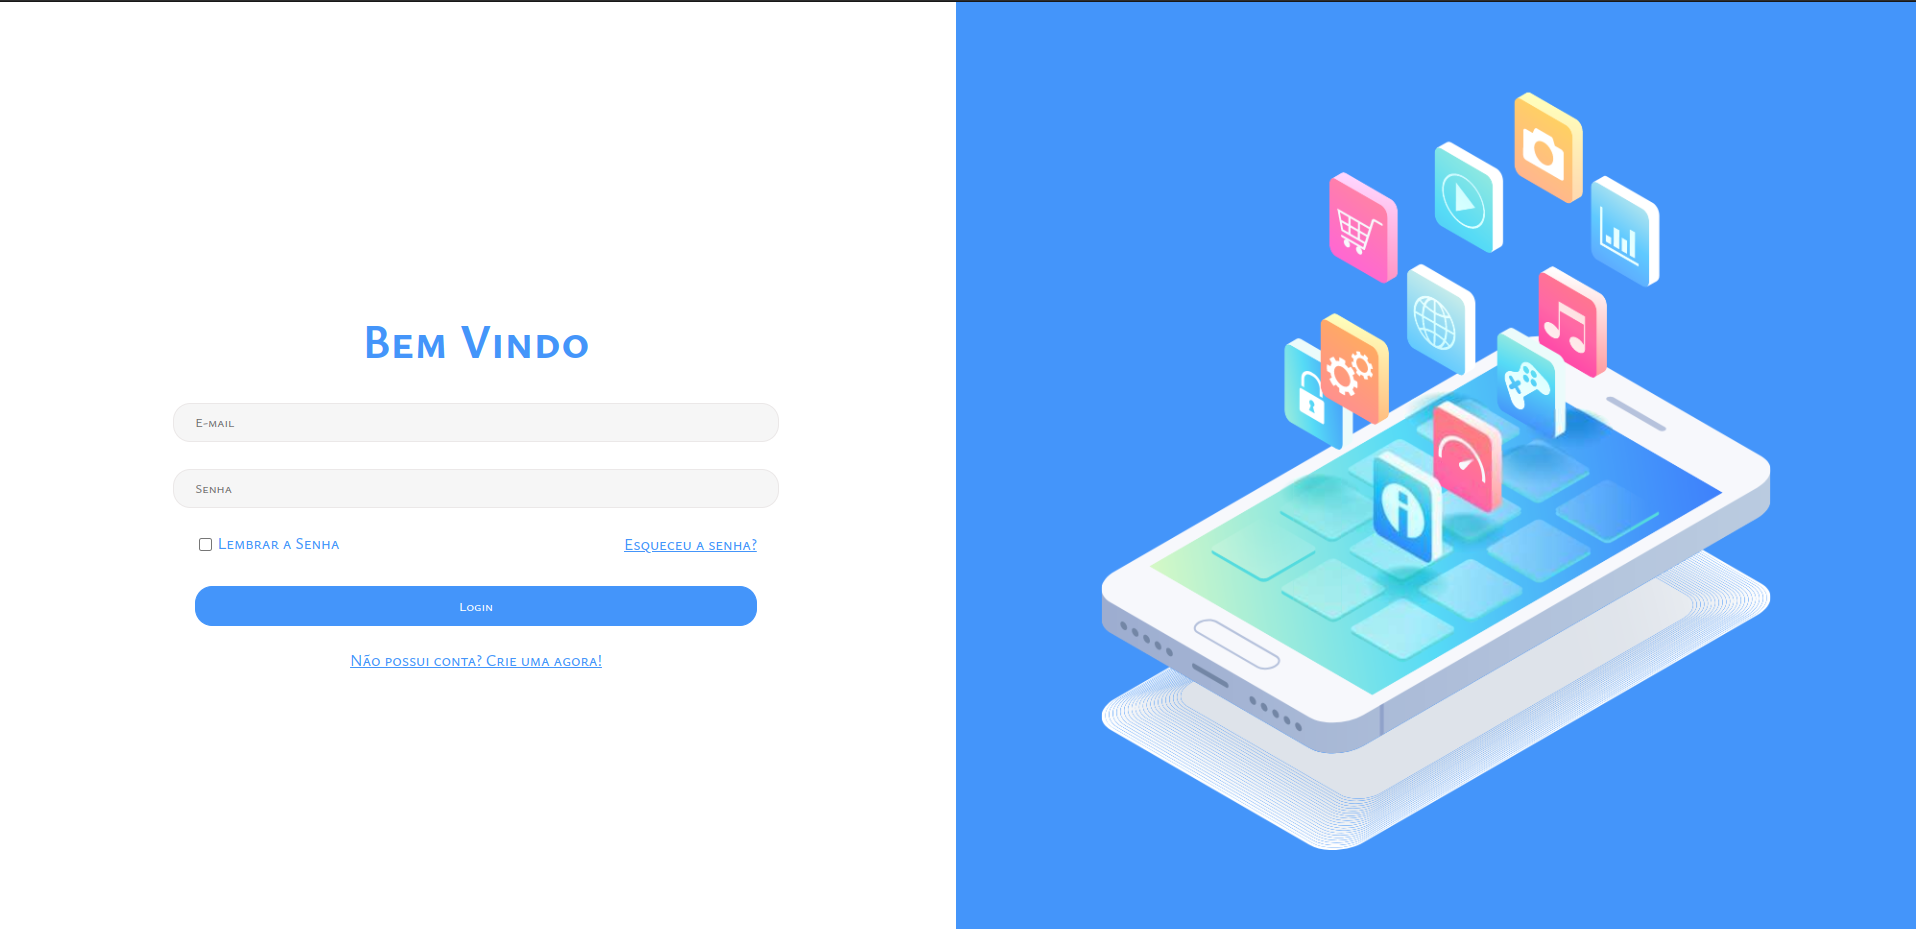 Bem Vindo
E-mail
Senha
Lembrar a Senha
Esqueceu a senha?
Login
Não possui conta? Crie uma agora!